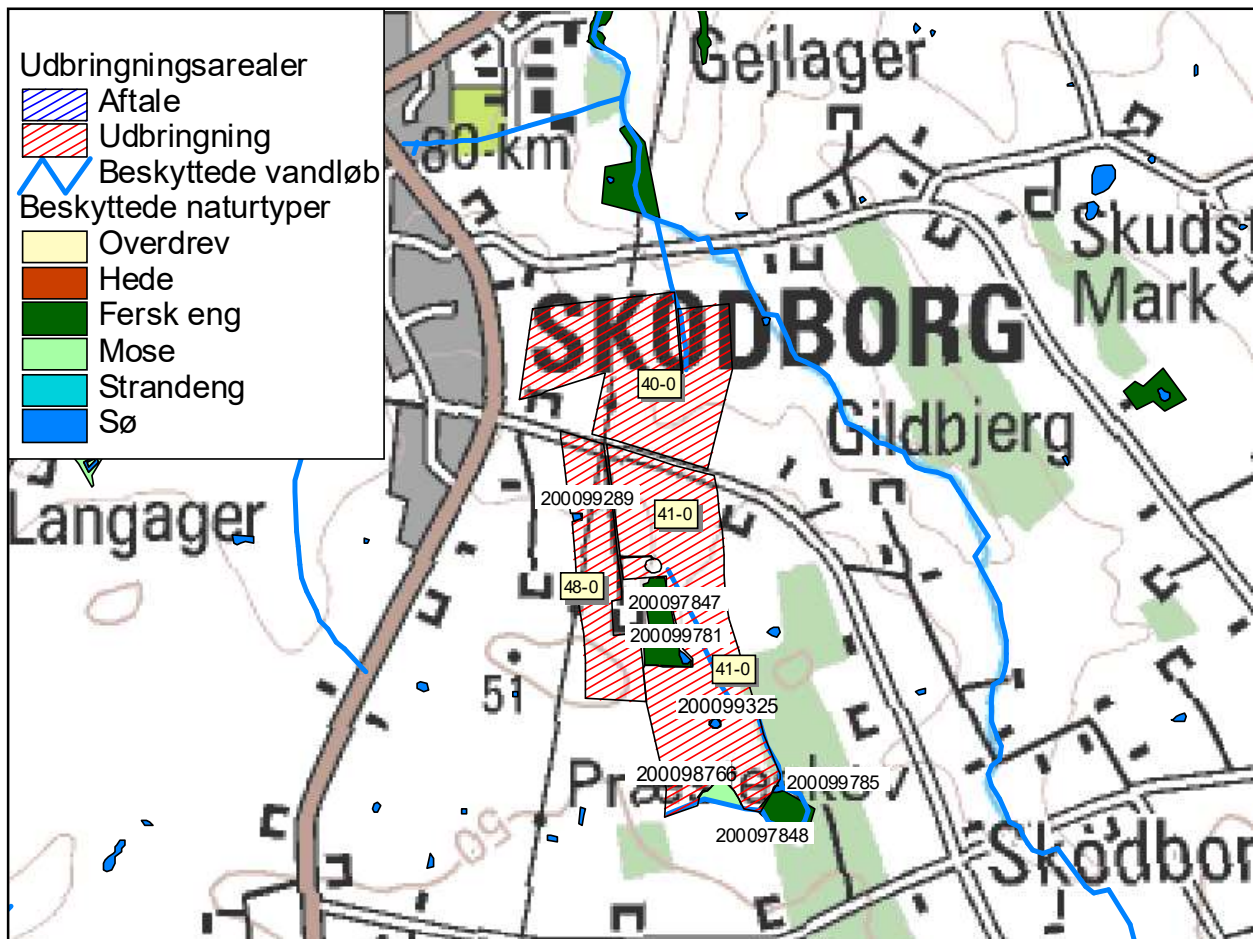 Udbringningsarealer
Aftale
Udbringning
Beskyttede vandløb
Beskyttede naturtyper
Overdrev
Hede
Fersk eng
Mose
Strandeng
Sø
Gejlager
80-km
Skudst
Mark
SKODBORG
40-0
Gildbjerg
Langager
200099289
41-0
48-0
200097847
200099781
41-0
51
200099325
200098766
200099785
200097848
50
Skodbor